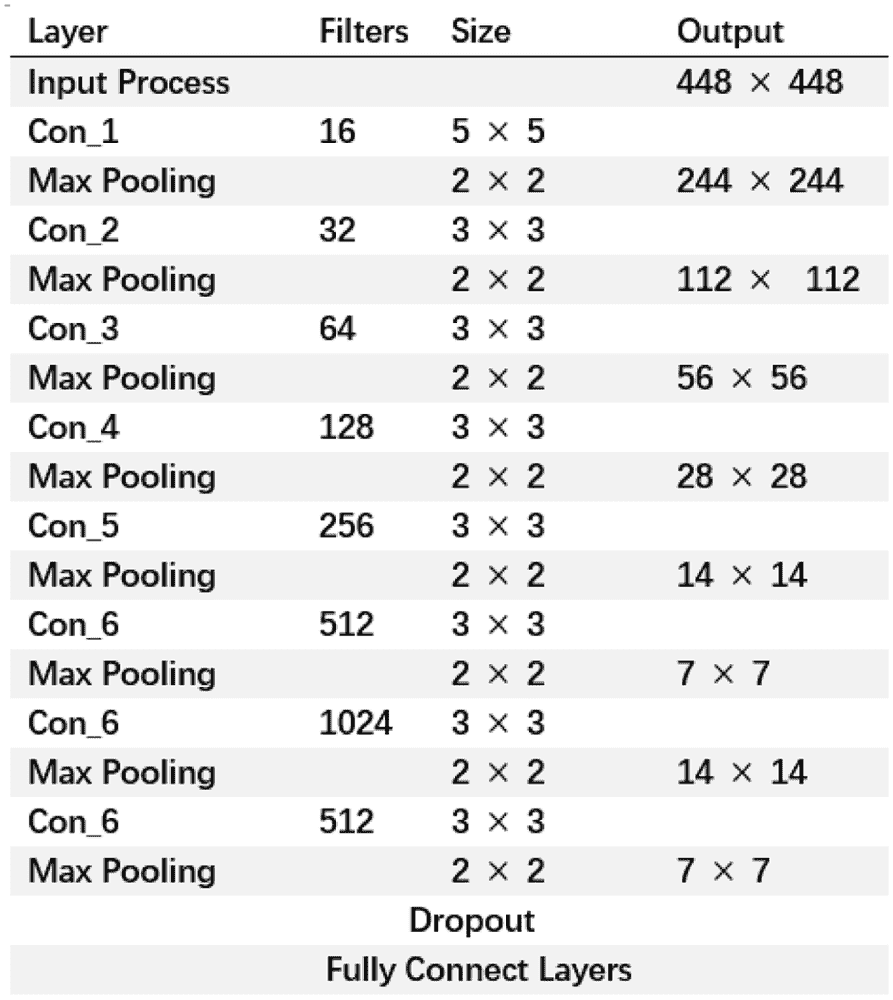 Layer Filters Size Output
Input Process 448 × 448
Con_1 16 5 × 5
Max Pooling 2 × 2 244 × 244
Con_2 32 3 × 3
Max Pooling 2 × 2 112 × 112
Con_3 64 3 × 3
Max Pooling 2 × 2 56 × 56
Con_4 128 3 × 3
Max Pooling 2 × 2 28 × 28
Con_5 256 3 × 3
Max Pooling 2 × 2 14 × 14
Con_6 512 3 × 3
Max Pooling 2 × 2 7 × 7
Con_6 1024 3 × 3
Max Pooling 2 × 2 14 × 14
Con_6 512 3 × 3
Max Pooling 2 × 2 7 × 7
Dropout
Fully Connect Layers